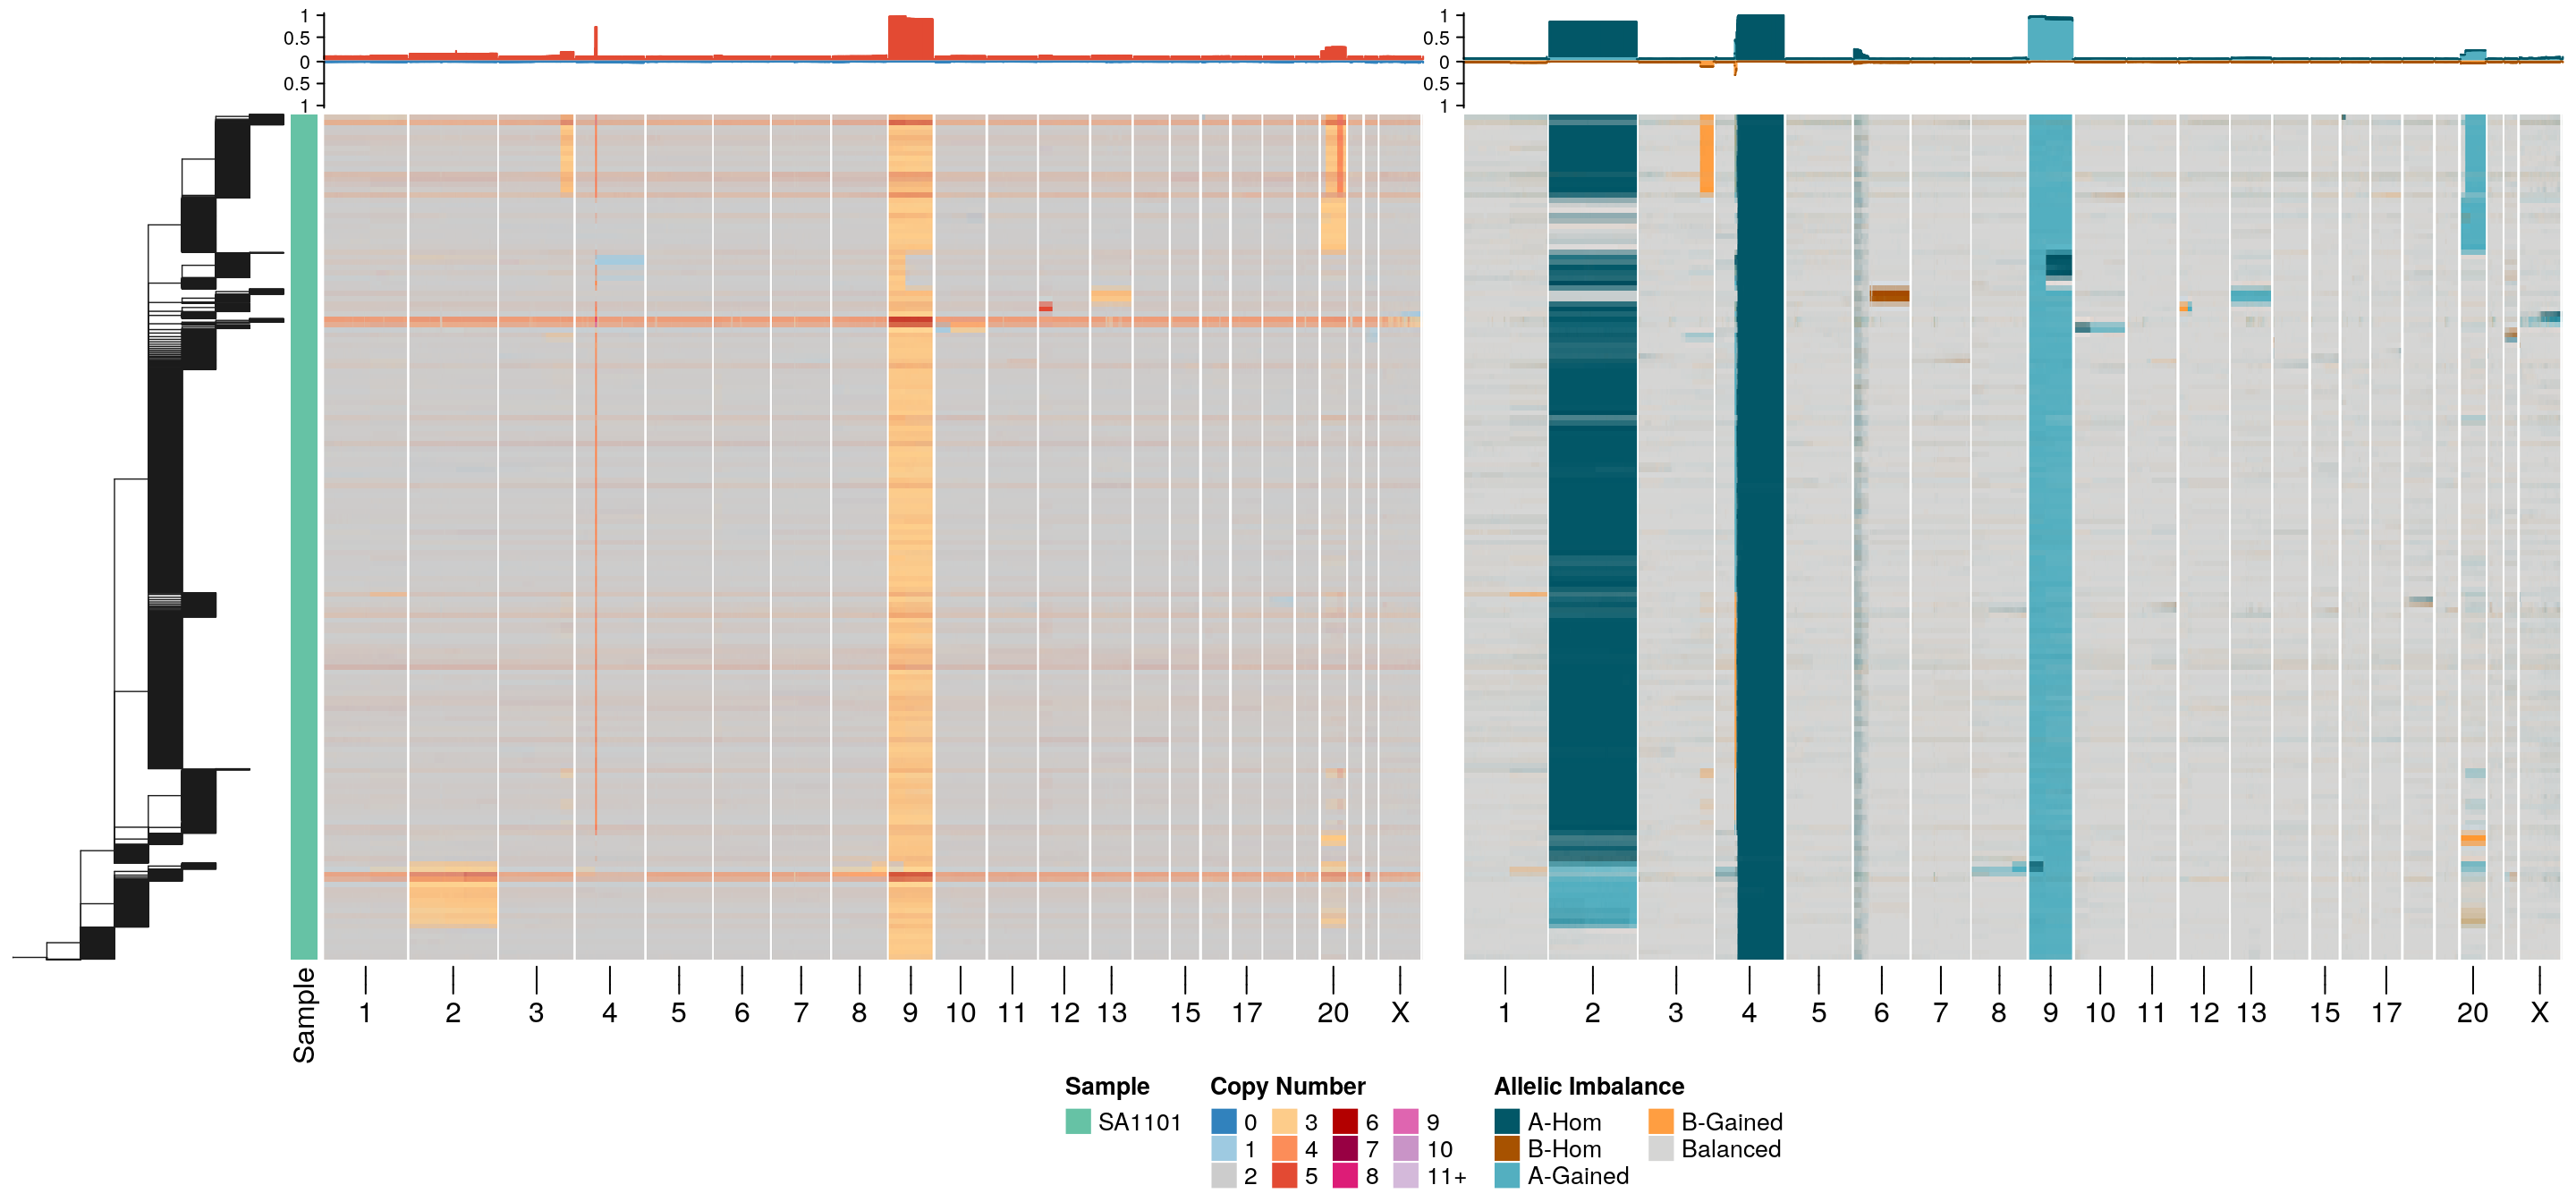 1
0.5
0
0.5
1
1
0.5
0
0.5
1
Sample
1 2 3 4 5 6 7 8 9 10 11 12 13 15 17 20 X
1 2 3 4 5 6 7 8 9 10 11 12 13 15 17 20 X
Sample
SA1101
Copy Number
0 3 6 9
1 4 7 10
2 5 8 11+
Allelic Imbalance
A-Hom B-Gained
B-Hom Balanced
A-Gained